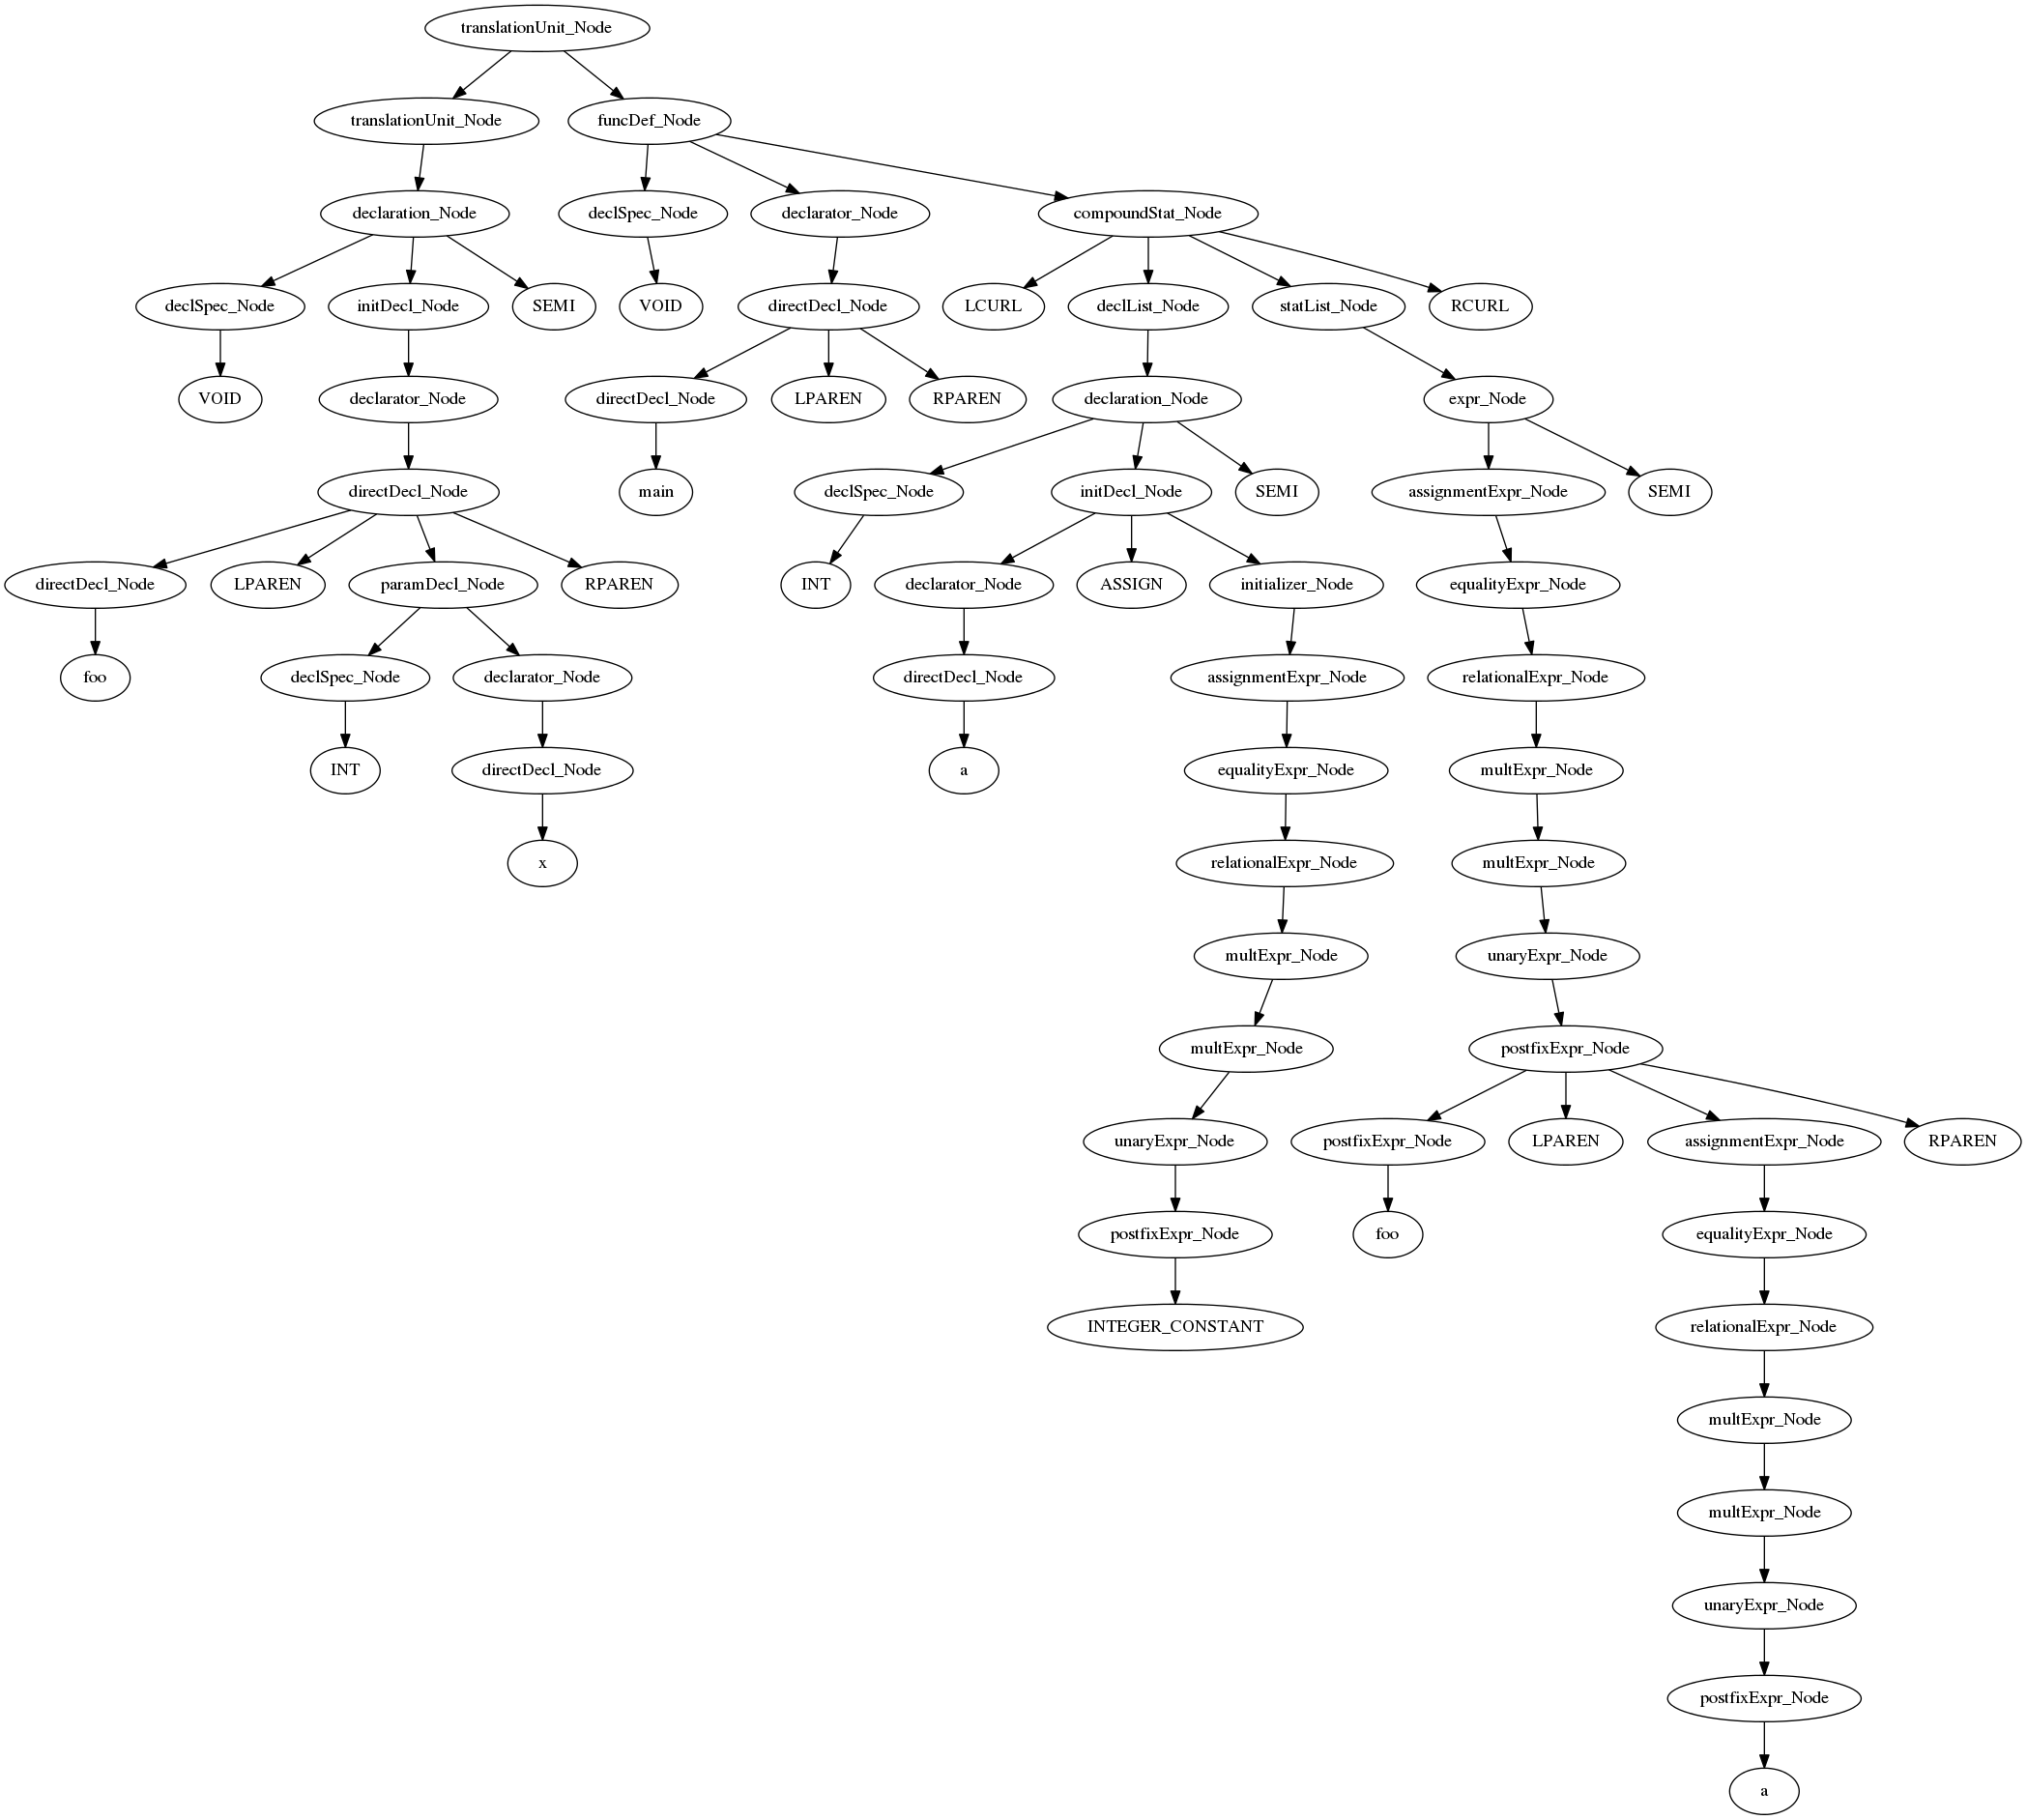 translationUnit_Node
translationUnit_Node funcDef_Node
declaration_Node declSpec_Node declarator_Node compoundStat_Node
declSpec_Node initDecl_Node SEMI VOID directDecl_Node LCURL declList_Node statList_Node RCURL
VOID declarator_Node directDecl_Node LPAREN RPAREN declaration_Node expr_Node
directDecl_Node main declSpec_Node initDecl_Node SEMI assignmentExpr_Node SEMI
directDecl_Node LPAREN paramDecl_Node RPAREN INT declarator_Node ASSIGN initializer_Node equalityExpr_Node
foo declSpec_Node declarator_Node directDecl_Node assignmentExpr_Node relationalExpr_Node
INT directDecl_Node a equalityExpr_Node multExpr_Node
x relationalExpr_Node multExpr_Node
multExpr_Node unaryExpr_Node
multExpr_Node postfixExpr_Node
unaryExpr_Node postfixExpr_Node LPAREN assignmentExpr_Node RPAREN
postfixExpr_Node foo equalityExpr_Node
INTEGER_CONSTANT relationalExpr_Node
multExpr_Node
multExpr_Node
unaryExpr_Node
postfixExpr_Node
a